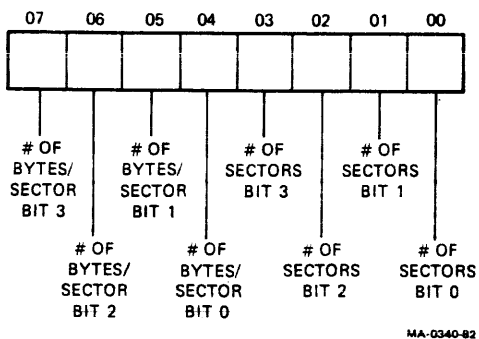 07 06 05 04 03 02 01 00
# OF BYTES/ SECTOR BIT 3
# OF BYTES/ SECTOR BIT 1
# OF SECTORS BIT 3
# OF SECTORS BIT 1
# OF BYTES/ SECTOR BIT 2
# OF BYTES/ SECTOR BIT 0
# OF SECTORS BIT 2
# OF SECTORS BIT 0
MA-0340-82